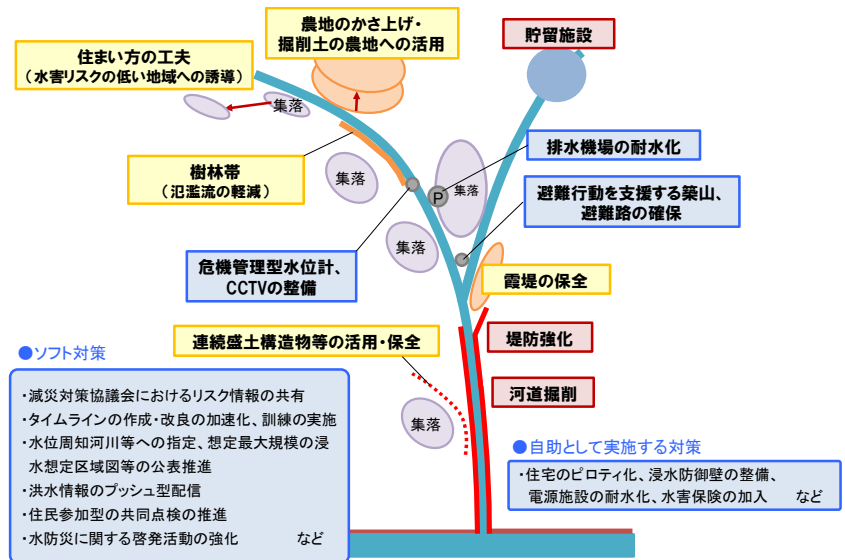 農地のかさ上げ・
掘削土の農地への活用
貯留施設
住まい方の工夫
（水害リスクの低い地域への誘導）
集落
排水機場の耐水化
樹林帯
（氾濫流の軽減）
集落
P
集落
避難行動を支援する築山、
避難路の確保
集落
危機管理型水位計、
CCTVの整備
霞堤の保全
連続盛土構造物等の活用・保全
堤防強化
河道掘削
集落
●ソフト対策
・減災対策協議会におけるリスク情報の共有
・タイムラインの作成・改良の加速化、訓練の実施
・水位周知河川等への指定、想定最大規模の浸
水想定区域図等の公表推進
・洪水情報のプッシュ型配信
・住民参加型の共同点検の推進
・水防災に関する啓発活動の強化 など
●自助として実施する対策
・住宅のピロティ化、浸水防御壁の整備、
電源施設の耐水化、水害保険の加入 など